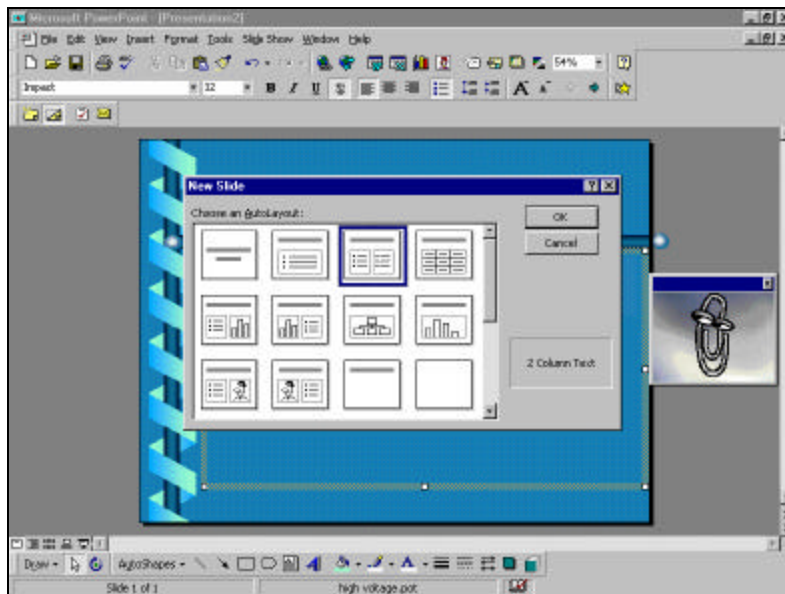 Microsoft PowerPoint - [Presentation2]
File Edit View Insert Format Tools Slide Show Window Help
54%
Impact 32 B I U S A A
New Slide
Choose an AutoLayout:
OK
Cancel
2 Column Text
Draw AutoShapes A A
Slide 1 of 1 high voltage.pot